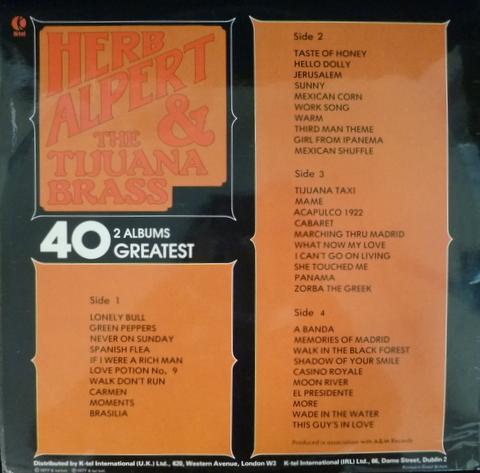 K-tel
HERB
ALPERT
&
THE
TIJUANA
BRASS
40 2 ALBUMS
GREATEST
Side 1
LONELY BULL
GREEN PEPPERS
NEVER ON SUNDAY
SPANISH FLEA
IF I WERE A RICH MAN
LOVE POTION No. 9
WALK DON'T RUN
CARMEN
MOMENTS
BRASILIA
Side 2
TASTE OF HONEY
HELLO DOLLY
JERUSALEM
SUNNY
MEXICAN CORN
WORK SONG
WARM
THIRD MAN THEME
GIRL FROM IPANEMA
MEXICAN SHUFFLE
Side 3
TIJUANA TAXI
MAME
ACAPULCO 1922
CABARET
MARCHING THRU MADRID
WHAT NOW MY LOVE
I CAN'T GO ON LIVING
SHE TOUCHED ME
PANAMA
ZORBA THE GREEK
Side 4
A BANDA
MEMORIES OF MADRID
WALK IN THE BLACK FOREST
SHADOW OF YOUR SMILE
CASINO ROYALE
MOON RIVER
EL PRESIDENTE
MORE
WADE IN THE WATER
THIS GUY'S IN LOVE
Produced in association with A&M Records
Distributed by K-tel International (U.K.) Ltd., 620, Western Avenue, London W3 K-tel International (IRL) Ltd., 66, Dame Street, Dublin 2